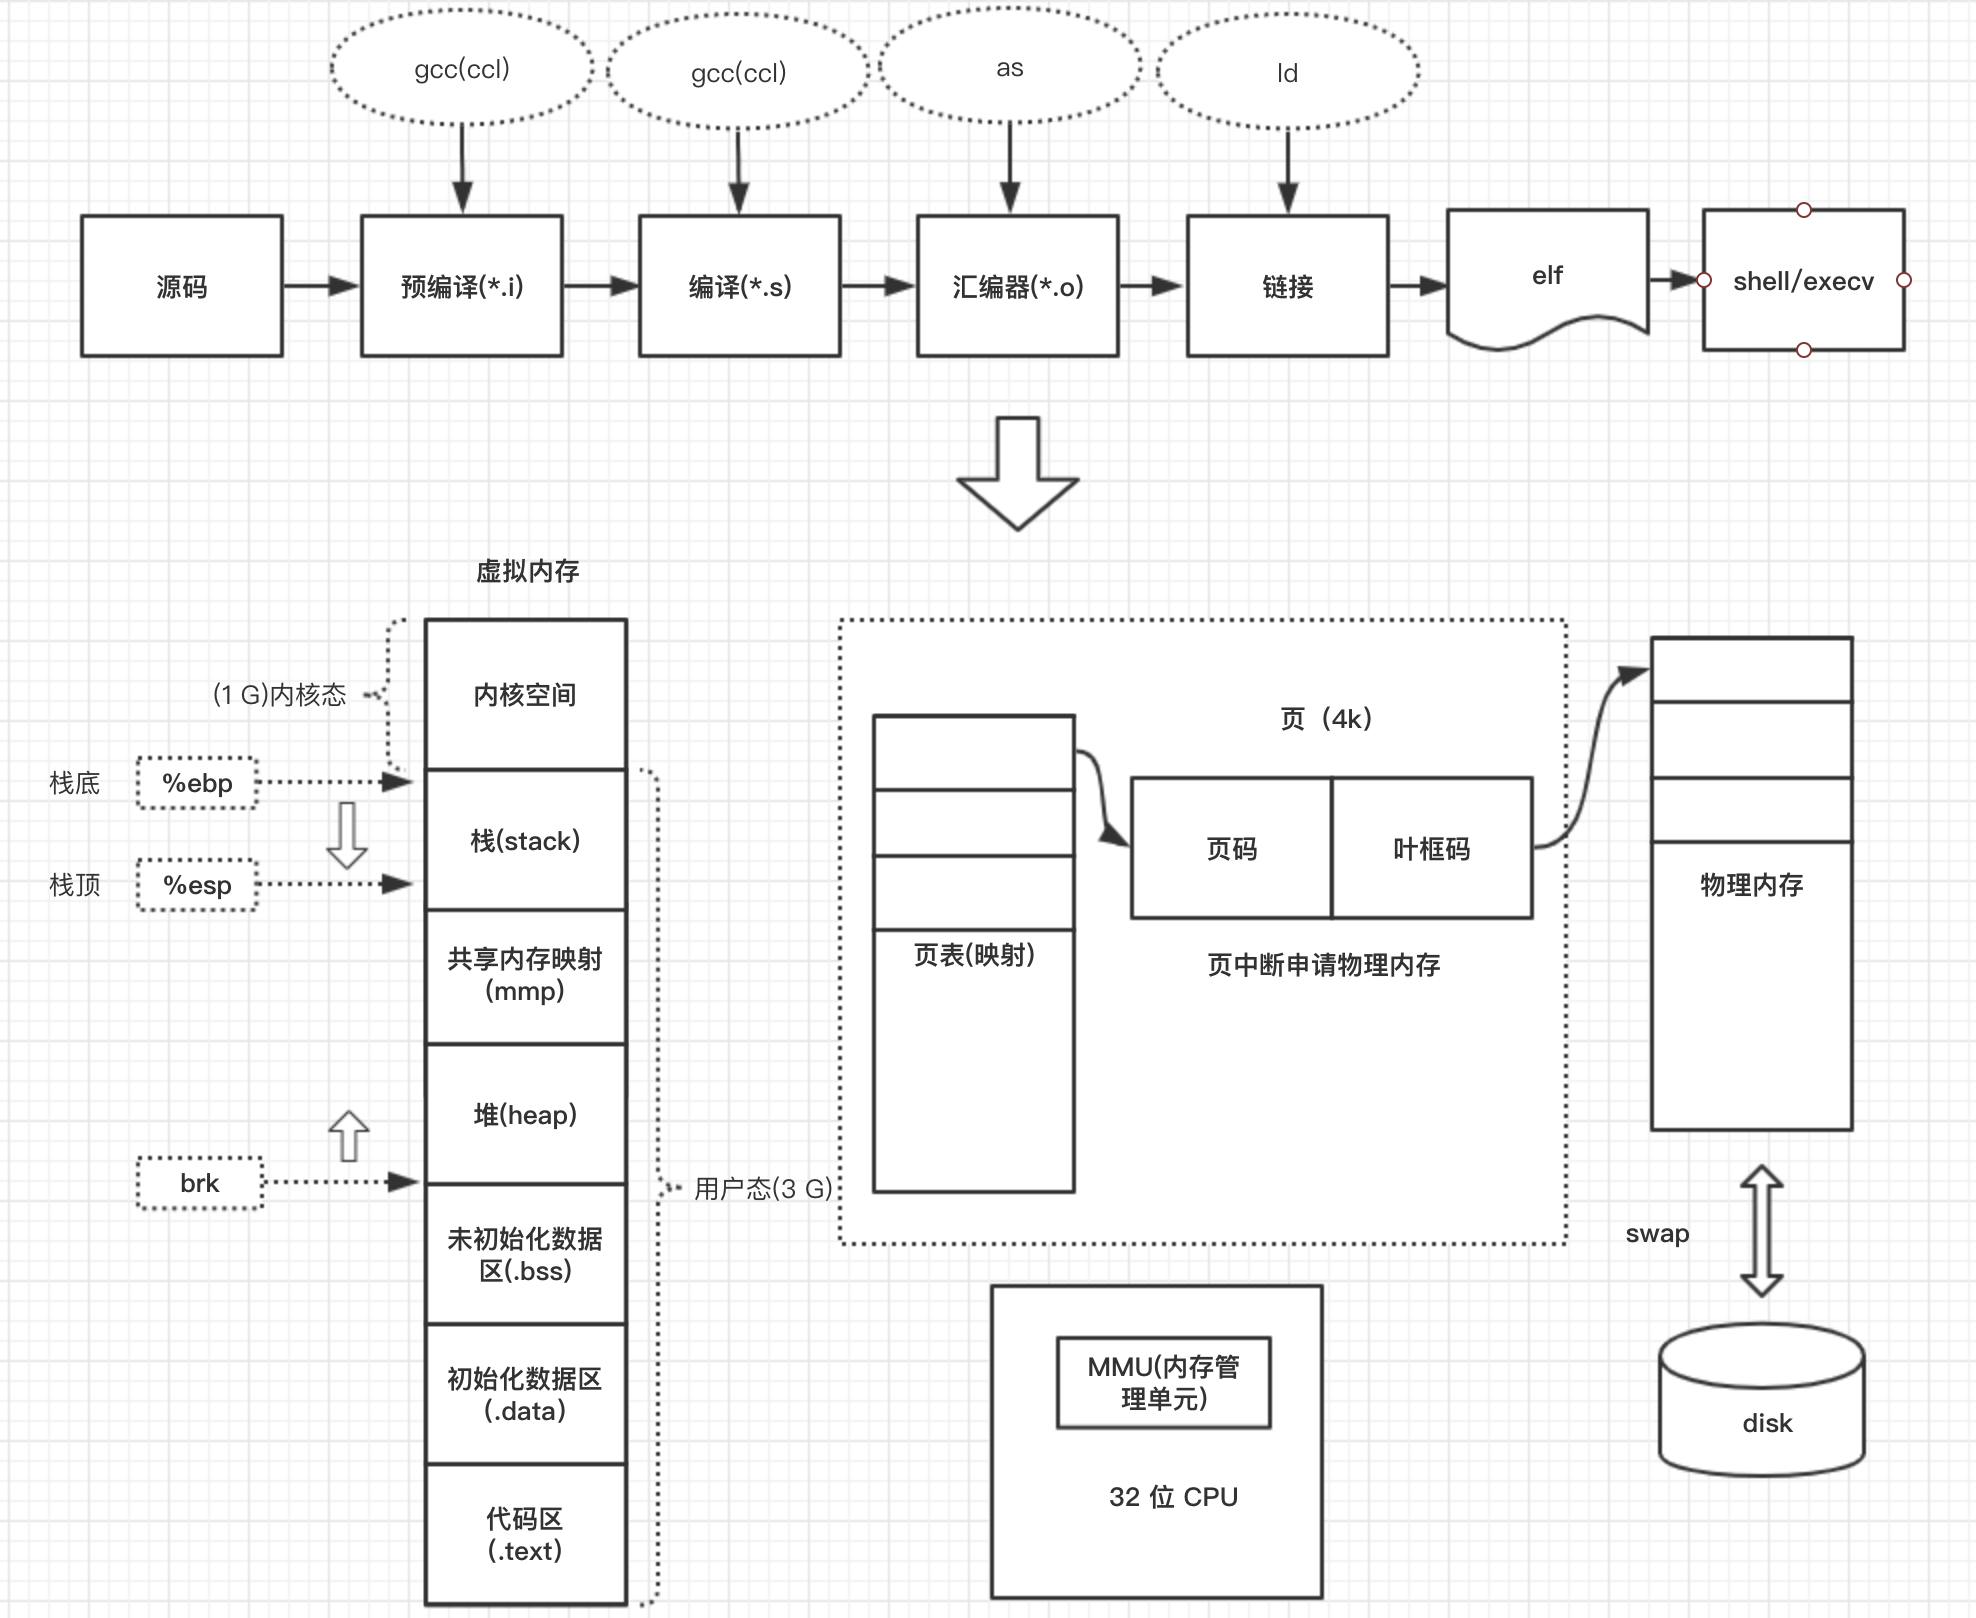 gcc(ccl)
gcc(ccl)
as
ld
源码
预编译(*.i)
编译(*.s)
汇编器(*.o)
链接
elf
shell/execv
虚拟内存
(1 G)内核态
内核空间
栈底
%ebp
栈(stack)
栈顶
%esp
共享内存映射
(mmp)
堆(heap)
brk
用户态(3 G)
未初始化数据
区(.bss)
初始化数据区
(.data)
代码区
(.text)
页（4k）
页码
叶框码
页表(映射)
页中断申请物理内存
物理内存
swap
disk
MMU(内存管
理单元)
32 位 CPU